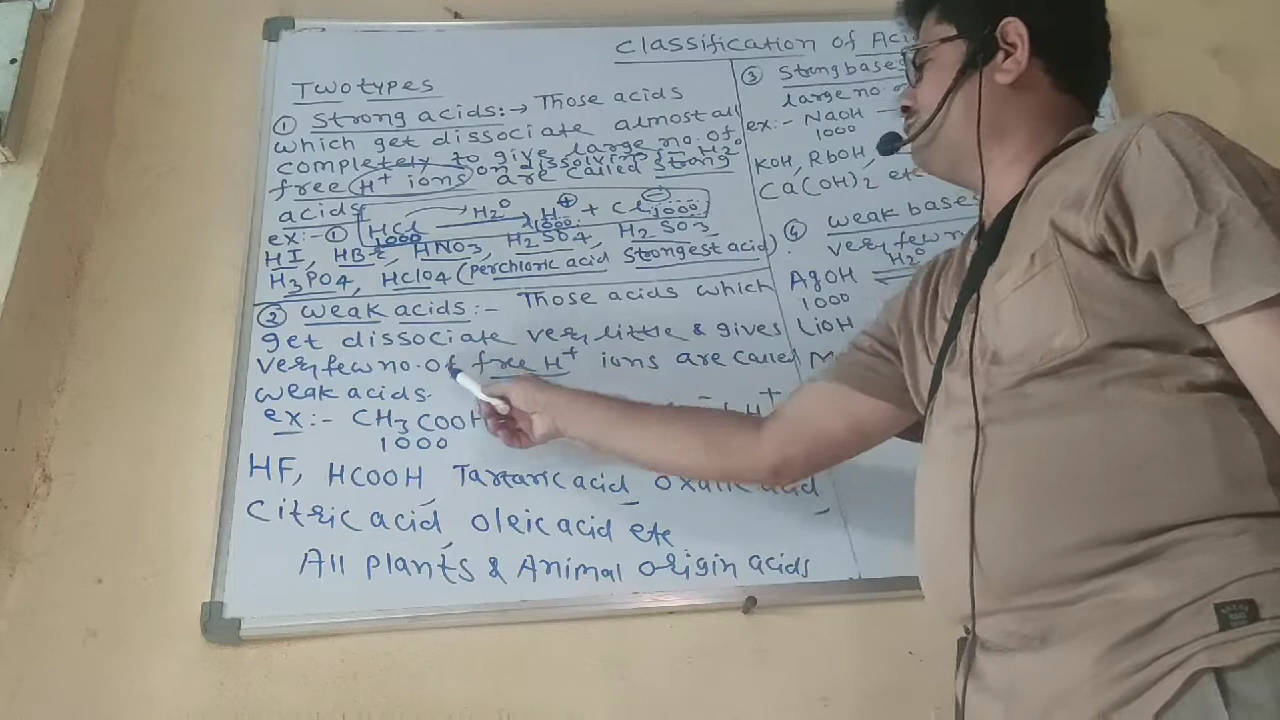 Classification of Aci
Two types
① Strong acids:→ Those acids
which get dissociate almost all
completely to give large no. of
free H+ ions on dissolving in H2O are called strong
acids
ex:- ① HCl → H2O H+ + Cl-
1000 1000 1000
HI, HBr, HNO3, H2SO4, H2SO3,
H3PO4, HClO4 (Perchloric acid Strongest acid).
② Weak acids:- Those acids which
get dissociate very little & gives
very few no. of free H+ ions are called
weak acids.
ex:- CH3COOH
1000
HF, HCOOH, Tartaric acid, oxalic acid,
Citric acid, oleic acid etc
All plants & Animal origin acids
③ Strong bases
large no. o
ex:- NaOH
1000
KOH, RbOH,
Ca(OH)2 etc
④ weak bases
very few n
AgOH ⇌ H2O
1000
LiOH